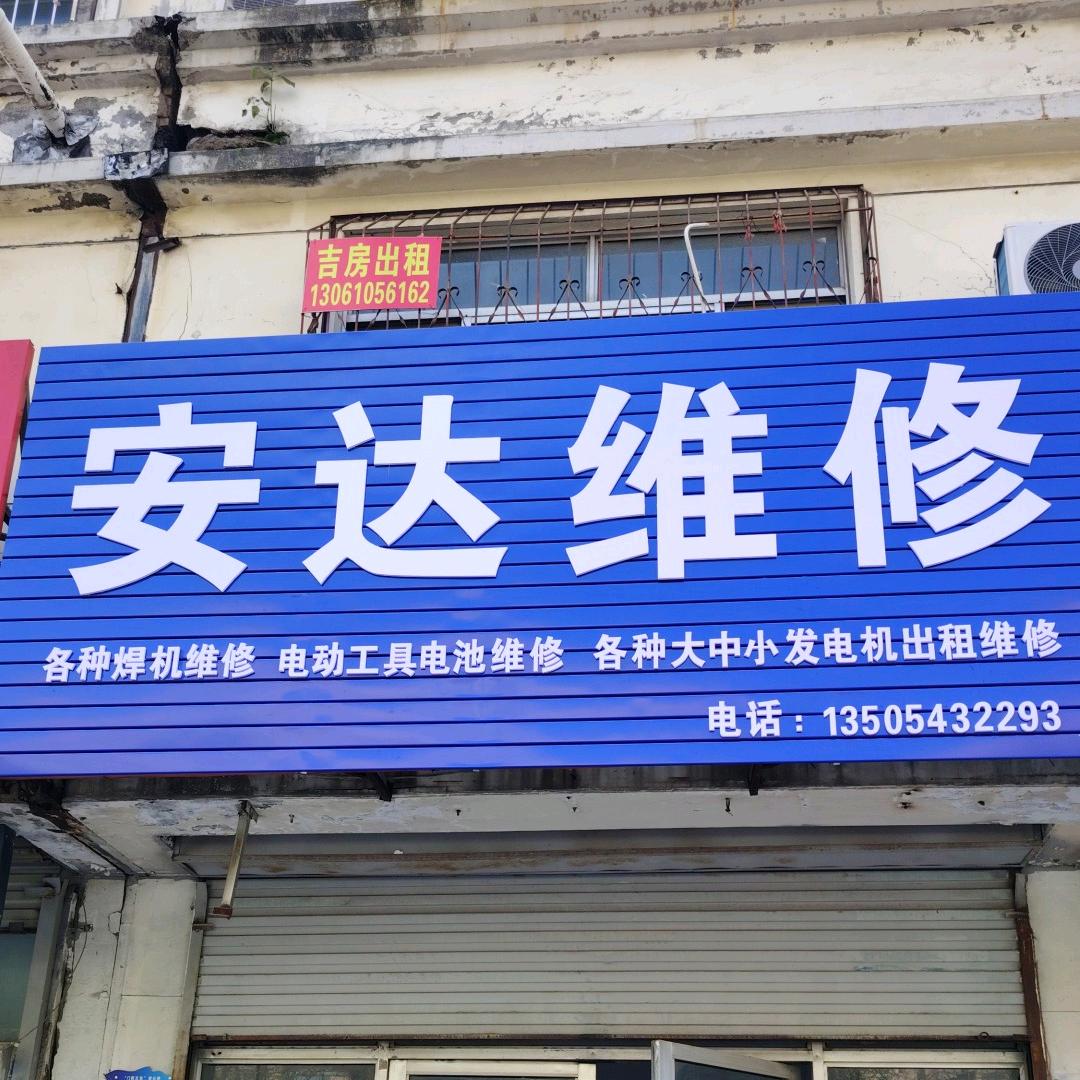 吉房出租
13061056162
安达维修
各种焊机维修 电动工具电池维修 各种大中小发电机出租维修
电话：13505432293